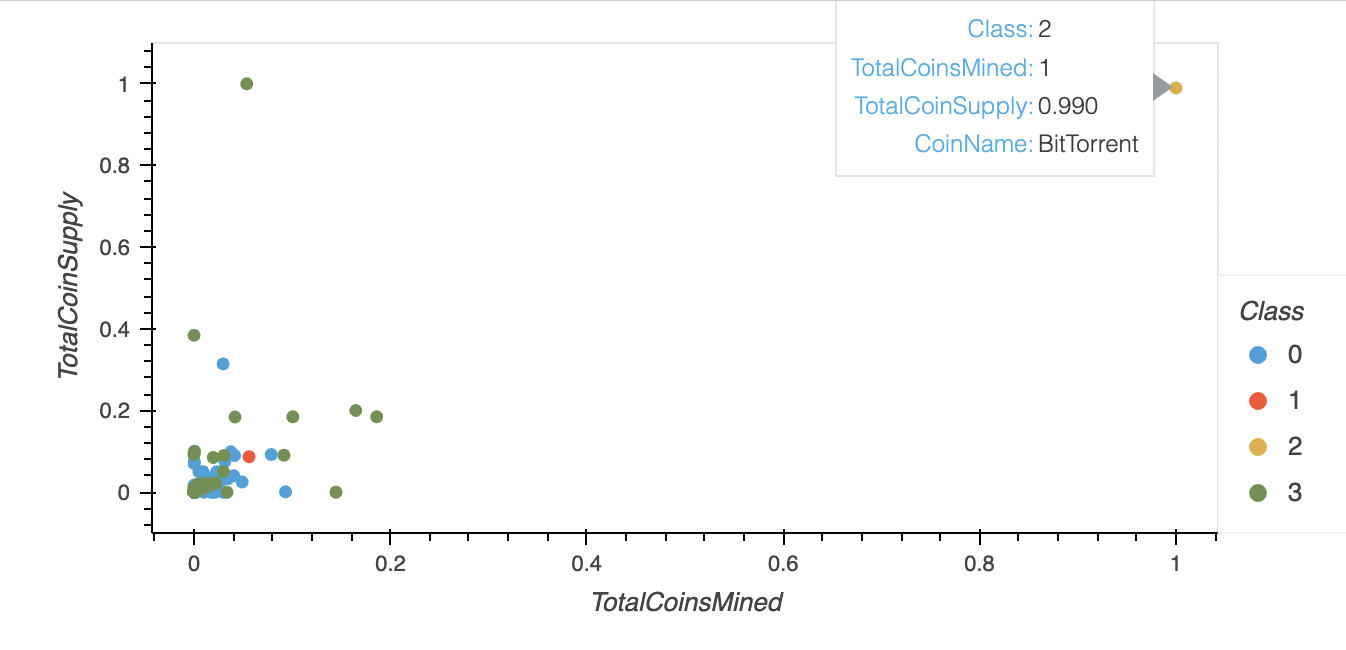 Class: 2
TotalCoinsMined: 1
TotalCoinSupply: 0.990
CoinName: BitTorrent
TotalCoinSupply
1
0.8
0.6
0.4
0.2
0
0
0.2
0.4
0.6
0.8
1
TotalCoinsMined
Class
0
1
2
3